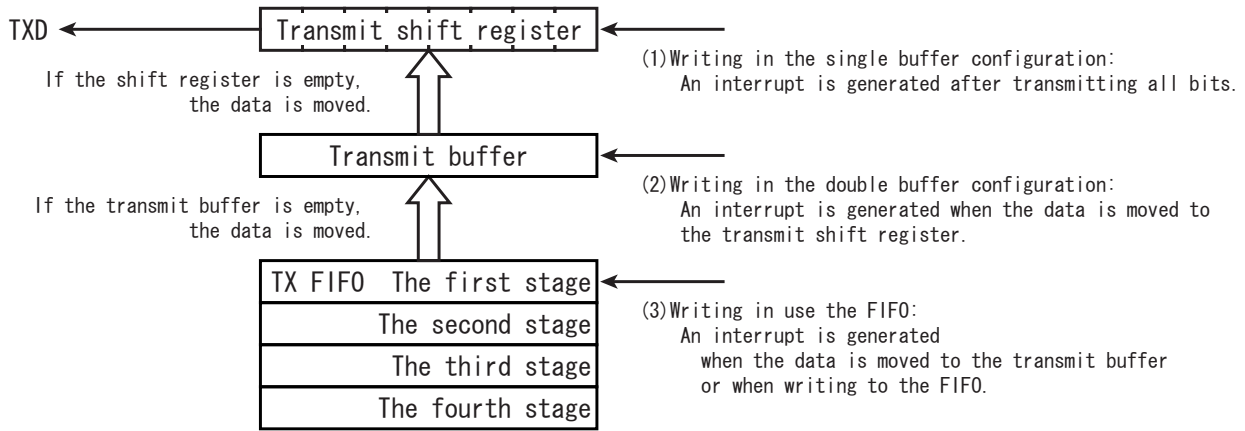 TXD
Transmit shift register
(1)Writing in the single buffer configuration:
An interrupt is generated after transmitting all bits.
If the shift register is empty,
the data is moved.
Transmit buffer
(2)Writing in the double buffer configuration:
An interrupt is generated when the data is moved to
the transmit shift register.
If the transmit buffer is empty,
the data is moved.
TX FIFO The first stage
The second stage
The third stage
The fourth stage
(3)Writing in use the FIFO:
An interrupt is generated
when the data is moved to the transmit buffer
or when writing to the FIFO.